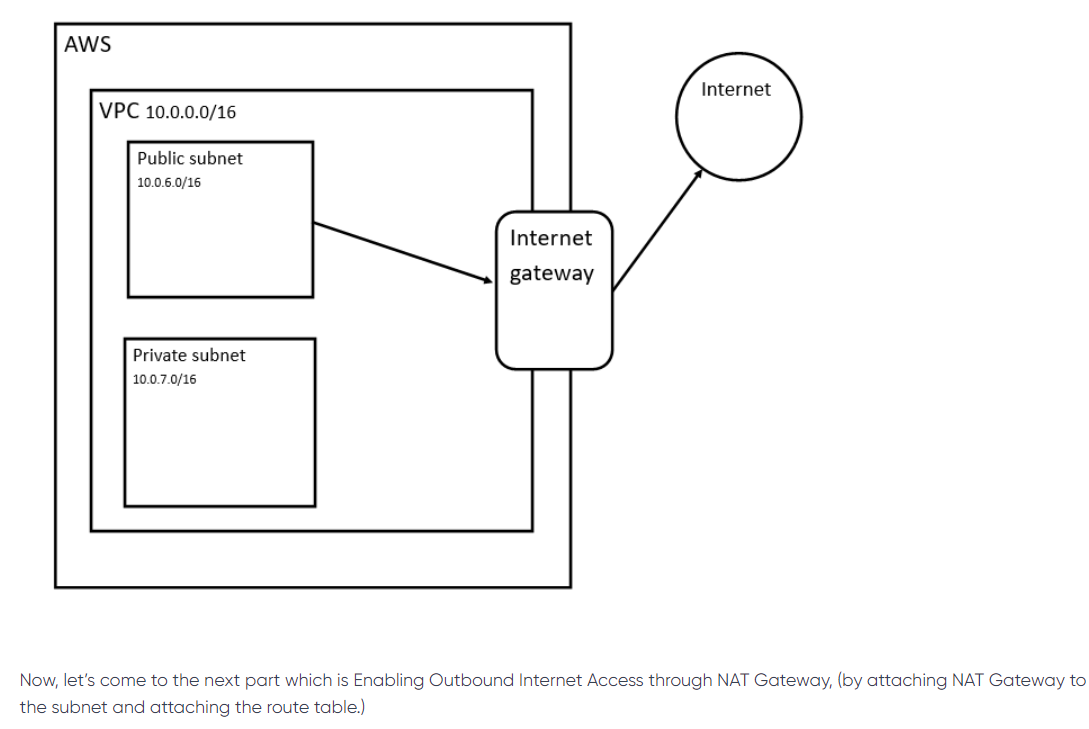 AWS
VPC 10.0.0.0/16
Public subnet
10.0.6.0/16
Private subnet
10.0.7.0/16
Internet
gateway
Internet
Now, let’s come to the next part which is Enabling Outbound Internet Access through NAT Gateway, (by attaching NAT Gateway to
the subnet and attaching the route table.)